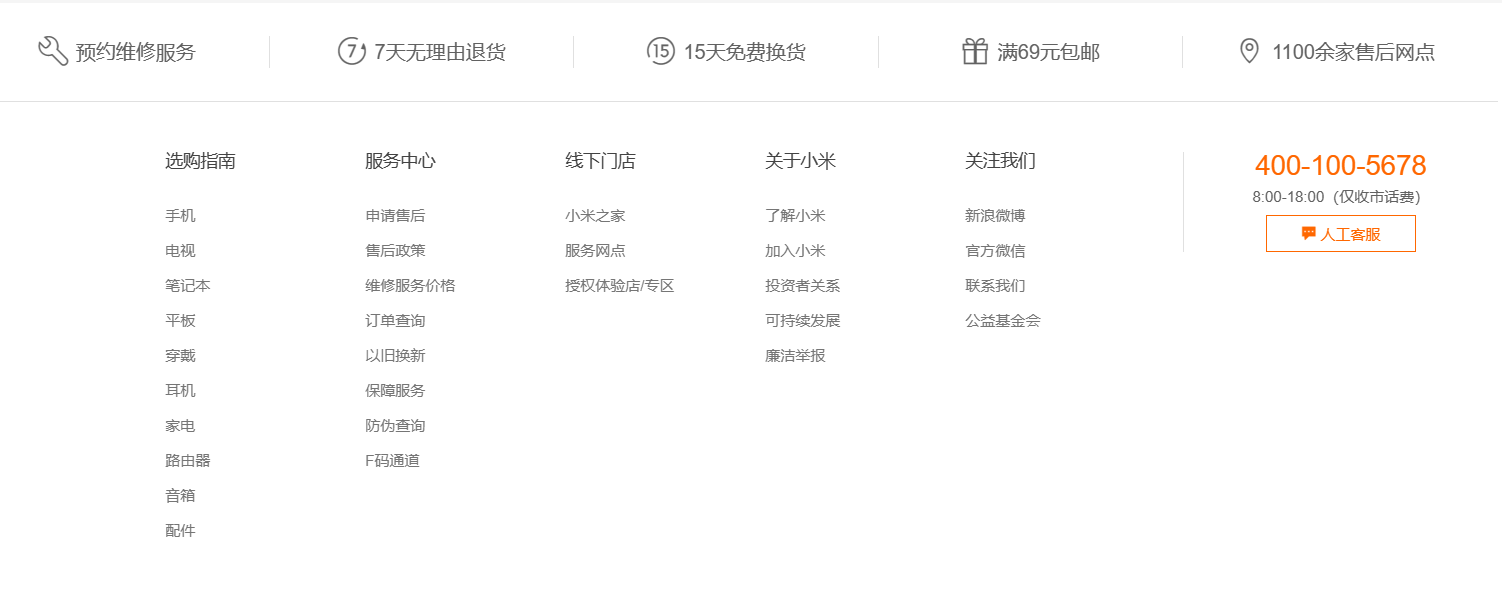 预约维修服务
7天无理由退货
15天免费换货
满69元包邮
1100余家售后网点
选购指南
手机
电视
笔记本
平板
穿戴
耳机
家电
路由器
音箱
配件
服务中心
申请售后
售后政策
维修服务价格
订单查询
以旧换新
保障服务
防伪查询
F码通道
线下门店
小米之家
服务网点
授权体验店/专区
关于小米
了解小米
加入小米
投资者关系
可持续发展
廉洁举报
关注我们
新浪微博
官方微信
联系我们
公益基金会
400-100-5678
8:00-18:00（仅收市话费）
人工客服